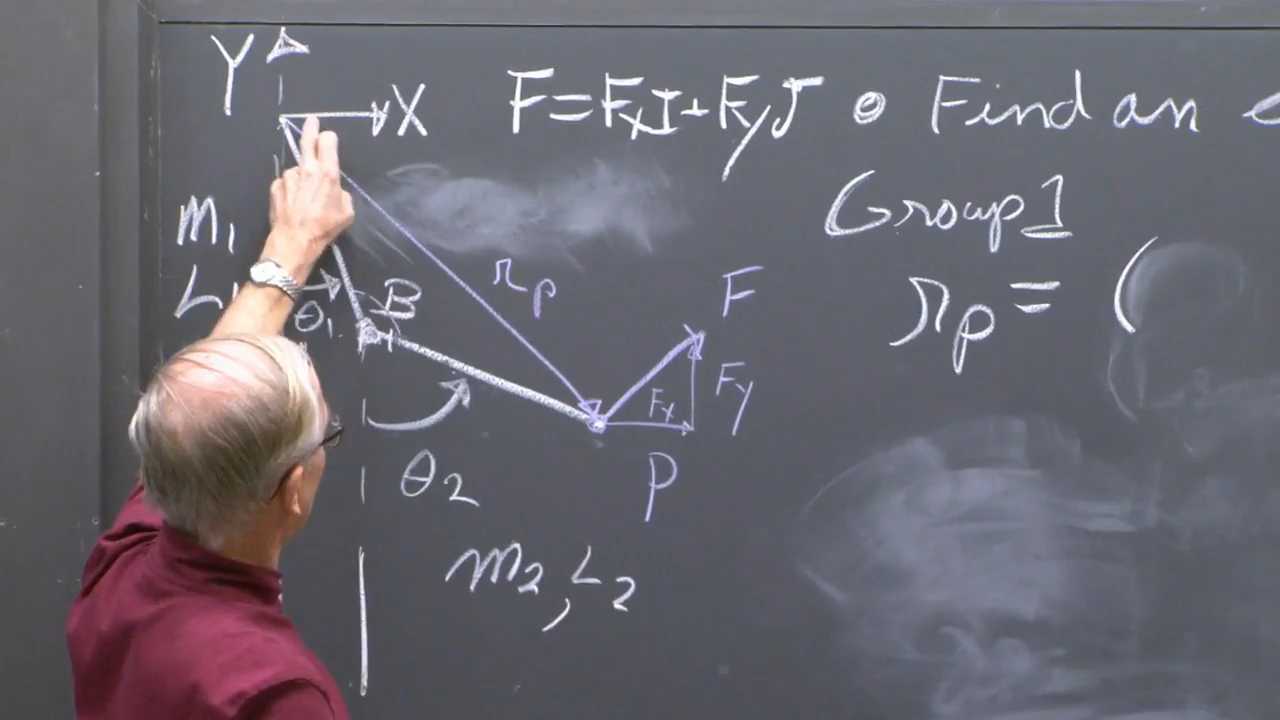 Y
X
F=FxI+FyJ • Find an
Group 1
m1
L1
θ1
B
rp
rp= (
F
Fy
Fx
P
θ2
m2, L2